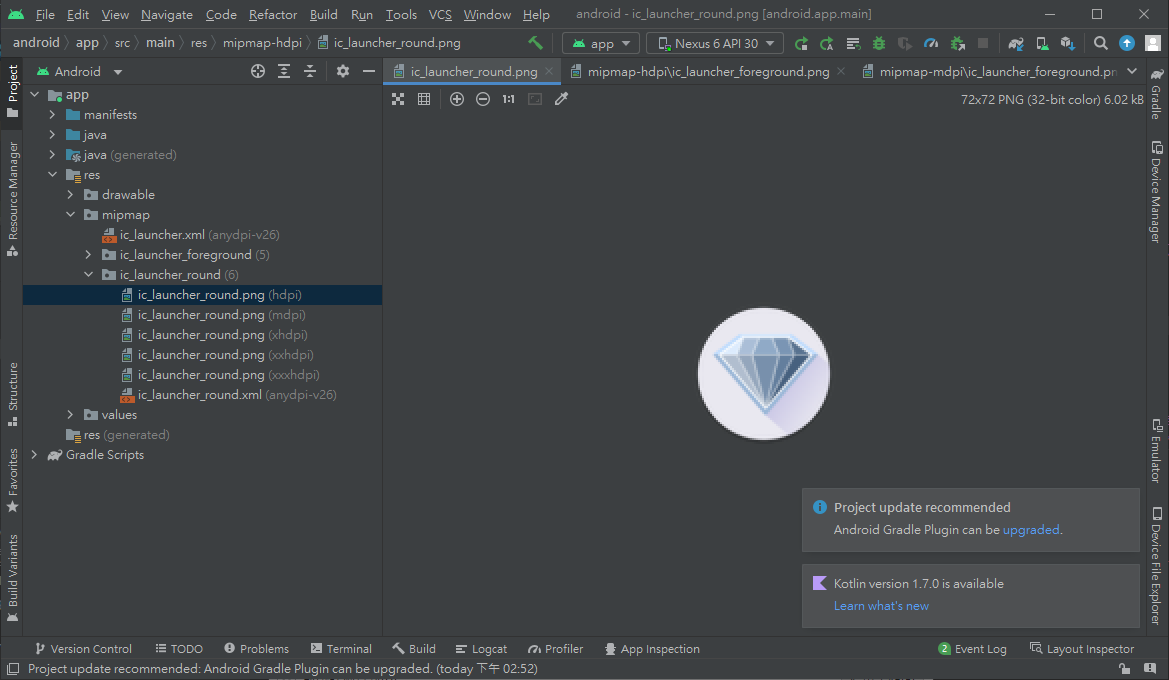 File Edit View Navigate Code Refactor Build Run Tools VCS Window Help android - ic_launcher_round.png [android.app.main]
android app src main res mipmap-hdpi ic_launcher_round.png app Nexus 6 API 30
Project
Android
ic_launcher_round.png mipmap-hdpi\ic_launcher_foreground.png mipmap-mdpi\ic_launcher_foreground.pn
1:1 72x72 PNG (32-bit color) 6.02 kB
app
manifests
java
java (generated)
res
drawable
mipmap
ic_launcher.xml (anydpi-v26)
ic_launcher_foreground (5)
ic_launcher_round (6)
ic_launcher_round.png (hdpi)
ic_launcher_round.png (mdpi)
ic_launcher_round.png (xhdpi)
ic_launcher_round.png (xxhdpi)
ic_launcher_round.png (xxxhdpi)
ic_launcher_round.xml (anydpi-v26)
values
res (generated)
Gradle Scripts
Resource Manager
Structure
Favorites
Build Variants
Gradle
Device Manager
Emulator
Device File Explorer
Project update recommended
Android Gradle Plugin can be upgraded.
Kotlin version 1.7.0 is available
Learn what's new
Version Control TODO Problems Terminal Build Logcat Profiler App Inspection 2 Event Log Layout Inspector
Project update recommended: Android Gradle Plugin can be upgraded. (today 下午 02:52)